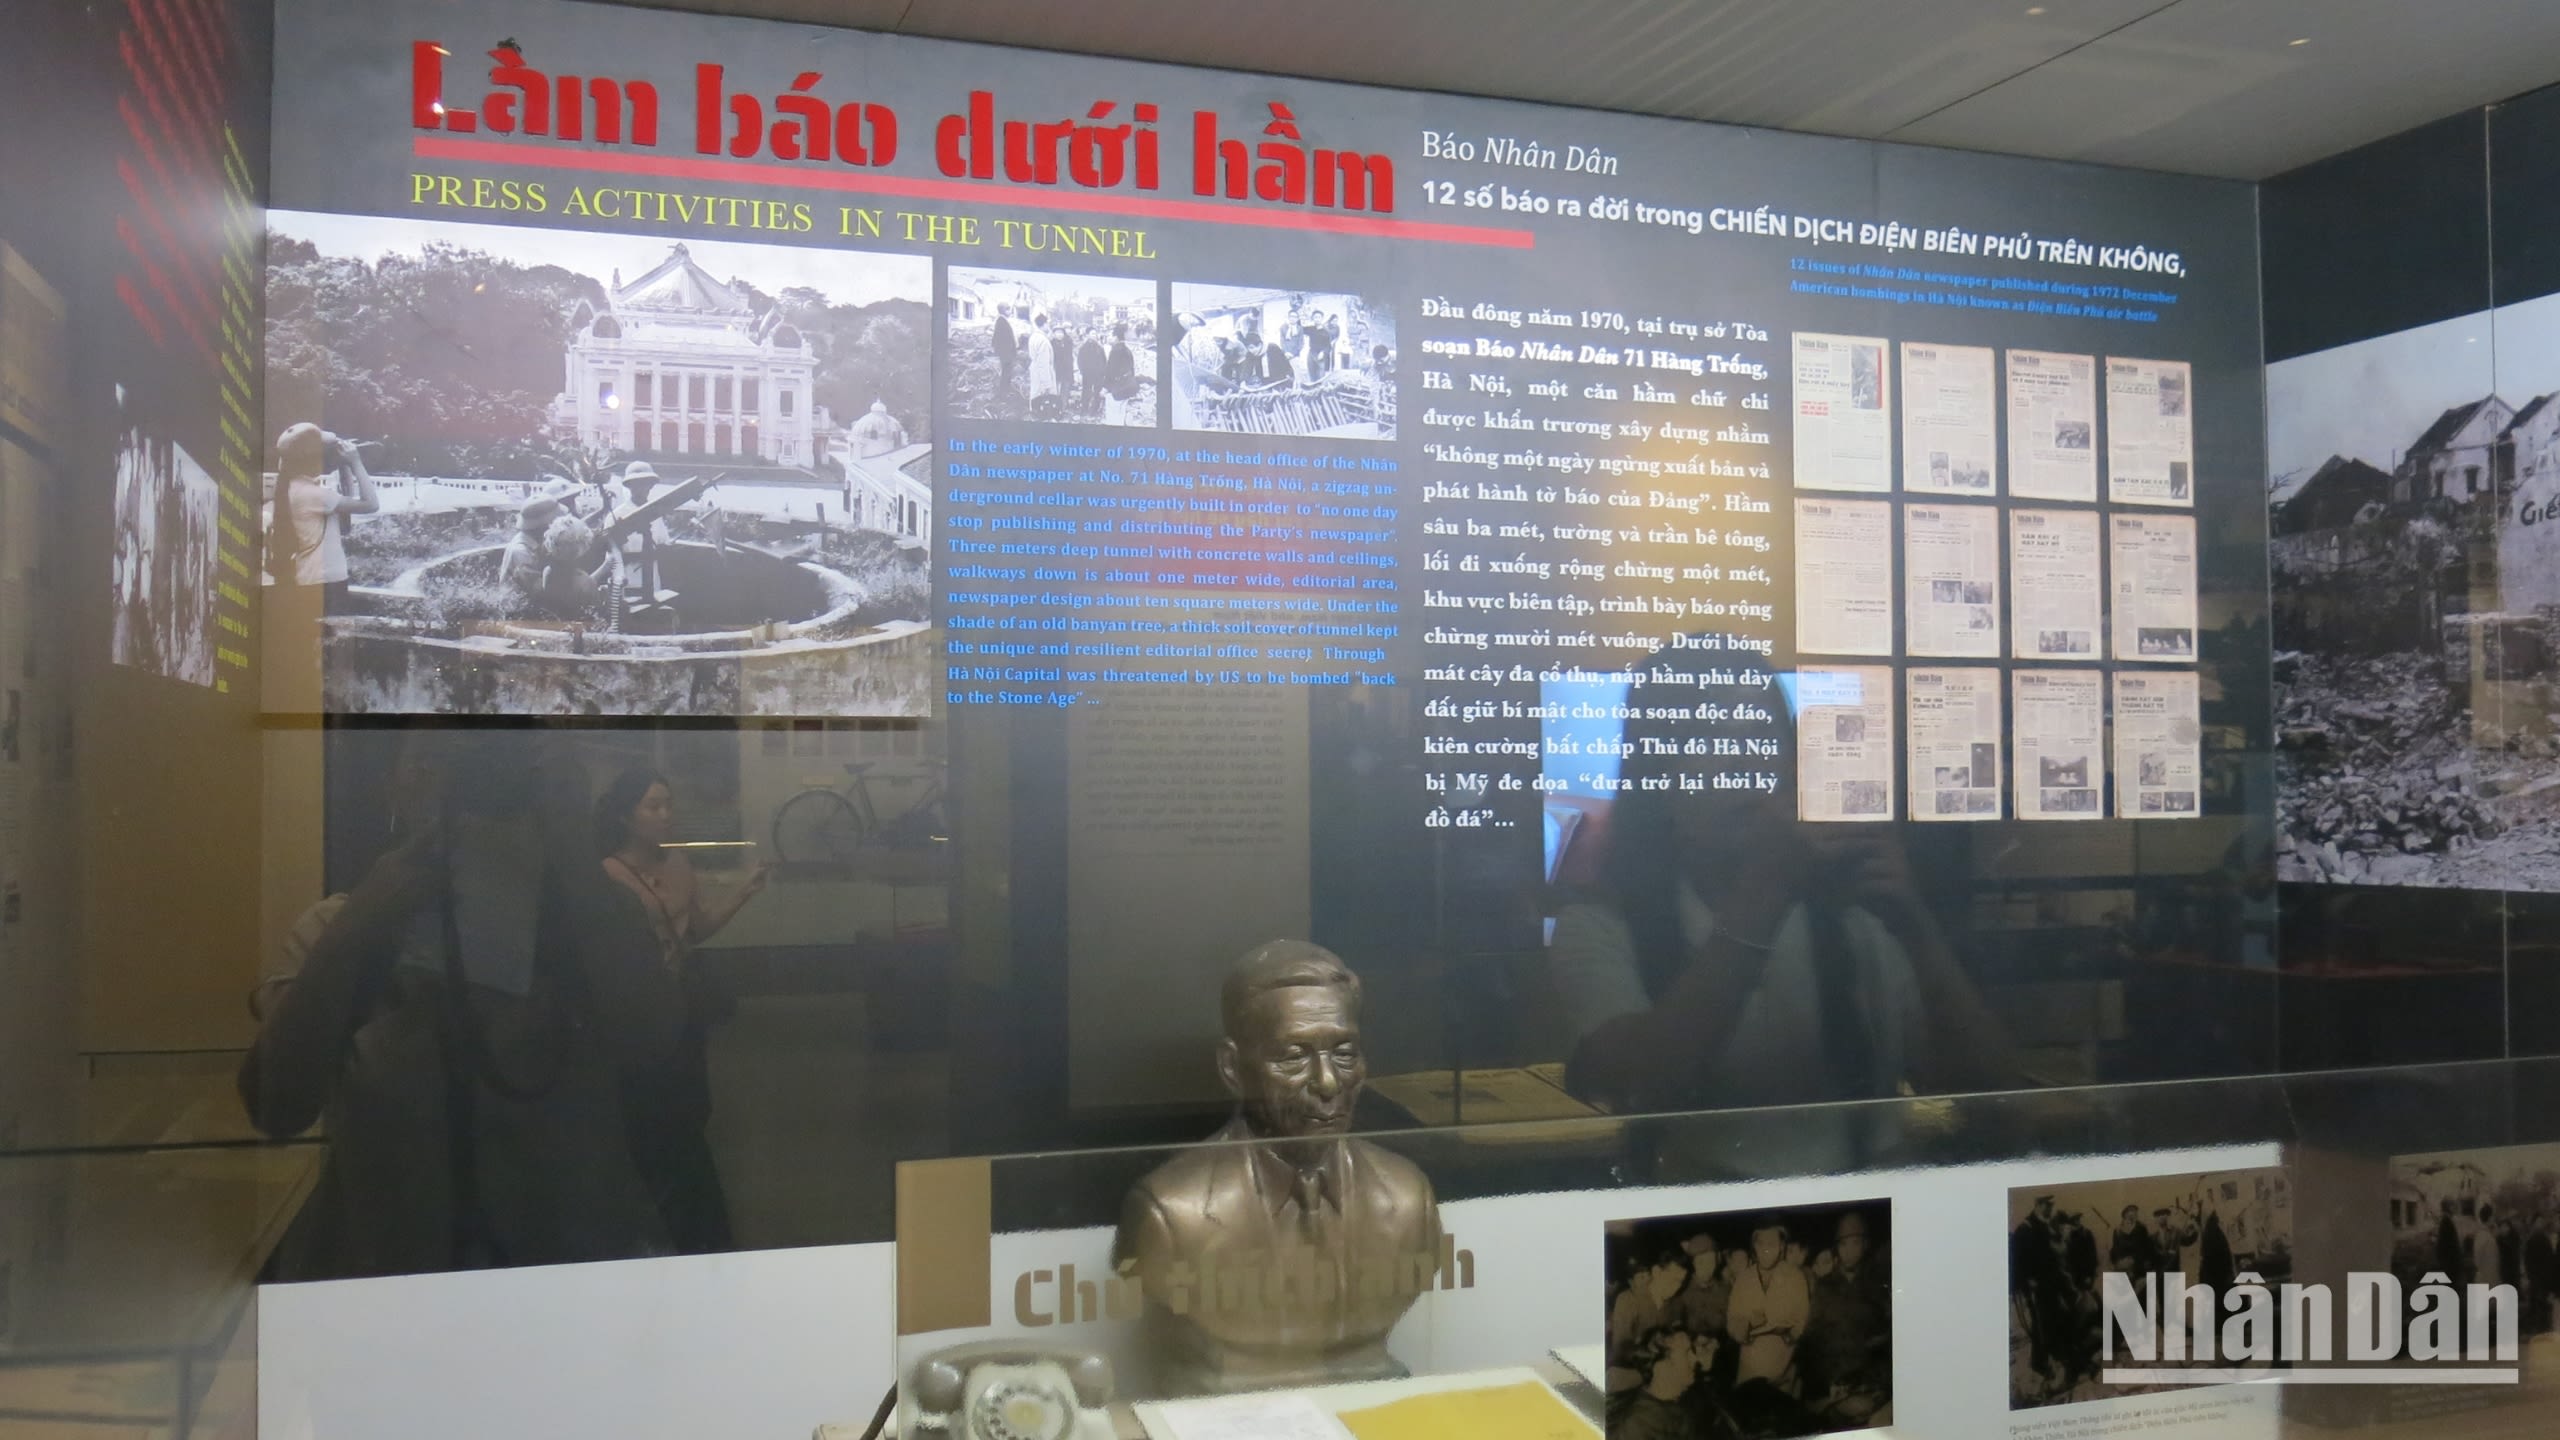 Làm báo dưới hầm
PRESS ACTIVITIES IN THE TUNNEL
Báo Nhân Dân
12 số báo ra đời trong CHIẾN DỊCH ĐIỆN BIÊN PHỦ TRÊN KHÔNG,
12 issues of Nhân Dân newspaper published during 1972 December
American bombings in Hà Nội known as Điện Biên Phủ air battle
In the early winter of 1970, at the head office of the Nhân
Dân newspaper at No. 71 Hàng Trống, Hà Nội, a zigzag un-
derground cellar was urgently built in order to “no one day
stop publishing and distributing the Party’s newspaper”.
Three meters deep tunnel with concrete walls and ceilings,
walkways down is about one meter wide, editorial area,
newspaper design about ten square meters wide. Under the
shade of an old banyan tree, a thick soil cover of tunnel kept
the unique and resilient editorial office secret Through
Hà Nội Capital was threatened by US to be bombed “back
to the Stone Age” ...
Đầu đông năm 1970, tại trụ sở Tòa
soạn Báo Nhân Dân 71 Hàng Trống,
Hà Nội, một căn hầm chữ chi
được khẩn trương xây dựng nhằm
“không một ngày ngừng xuất bản và
phát hành tờ báo của Đảng”. Hầm
sâu ba mét, tường và trần bê tông,
lối đi xuống rộng chừng một mét,
khu vực biên tập, trình bày báo rộng
chừng mười mét vuông. Dưới bóng
mát cây đa cổ thụ, nắp hầm phủ dày
đất giữ bí mật cho tòa soạn độc đáo,
kiên cường bất chấp Thủ đô Hà Nội
bị Mỹ đe dọa “đưa trở lại thời kỳ
đồ đá”...
Chú thích ảnh
Nhân Dân